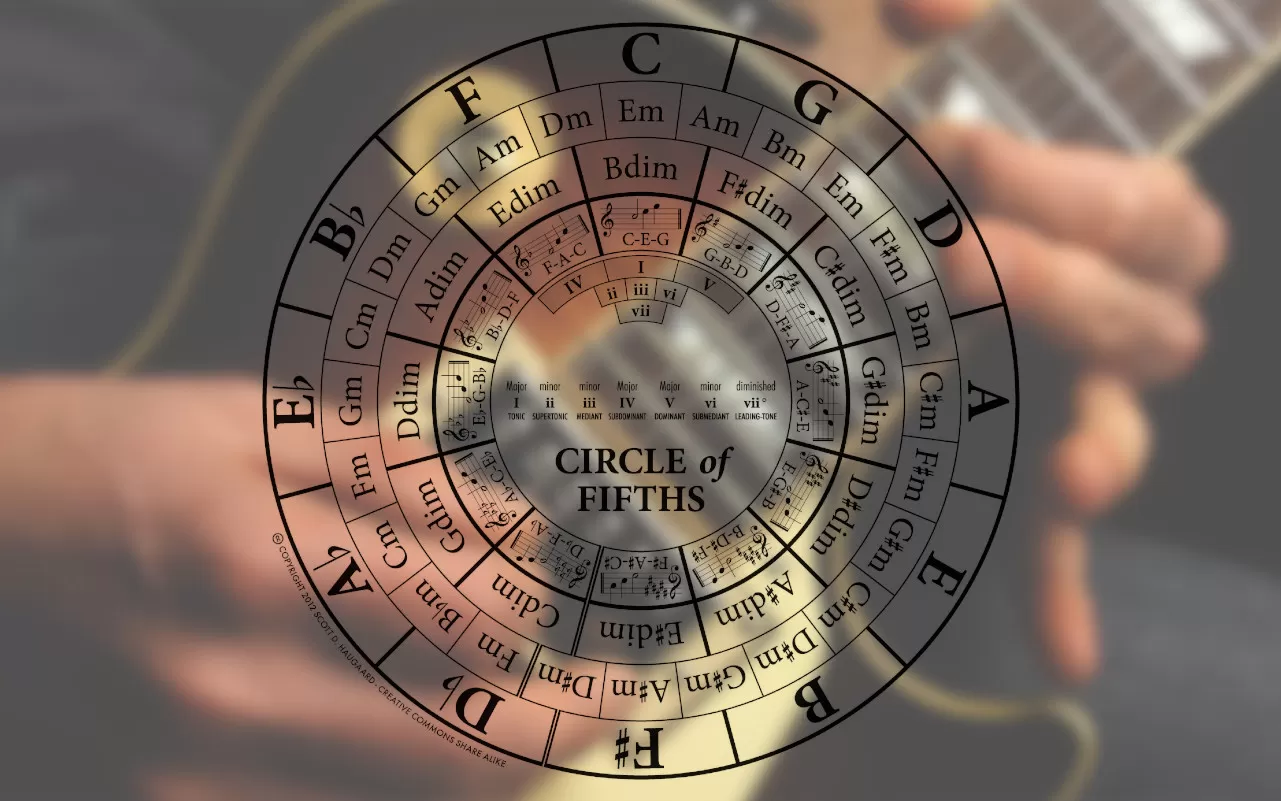 C
G
D
A
E
B
F♯
D♭
A♭
E♭
B♭
F
Dm
Em
Am
Bm
Em
F♯m
Bm
C♯m
F♯m
G♯m
C♯m
D♯m
G♯m
A♯m
D♯m
Fm
B♭m
Cm
Fm
Gm
Cm
Dm
Gm
Am
Bdim
F♯dim
C♯dim
G♯dim
D♯dim
A♯dim
E♯dim
Cdim
Gdim
Ddim
Adim
Edim
C-E-G
G-B-D
D-F♯-A
A-C♯-E
E-G♯-B
B-D♯-F♯
F♯-A♯-C♯
D♭-F-A♭
A♭-C-E♭
E♭-G-B♭
B♭-D-F
F-A-C
IV I V
ii iii vi
vii
Major minor minor Major Major minor diminished
I ii iii IV V vi vii°
TONIC SUPERTONIC MEDIANT SUBDOMINANT DOMINANT SUBMEDIANT LEADING-TONE
CIRCLE of
FIFTHS
COPYRIGHT 2012 SCOTT D. HAUGAARD - CREATIVE COMMONS SHARE ALIKE